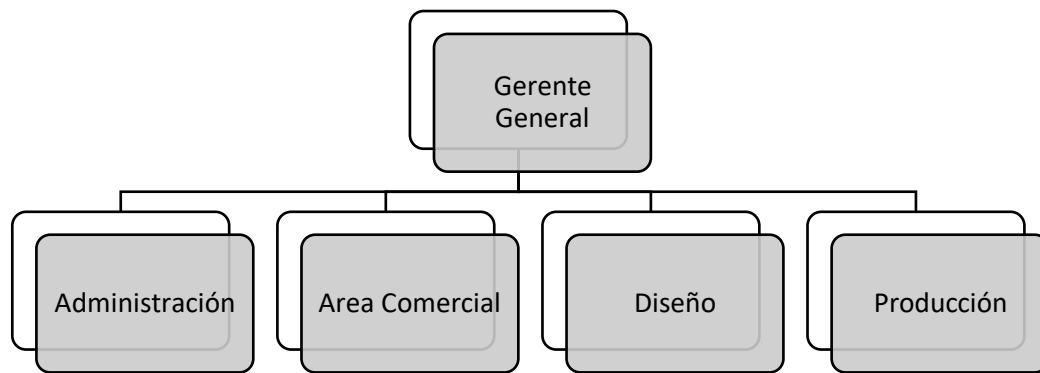 Gerente
General
Administración
Area Comercial
Diseño
Producción